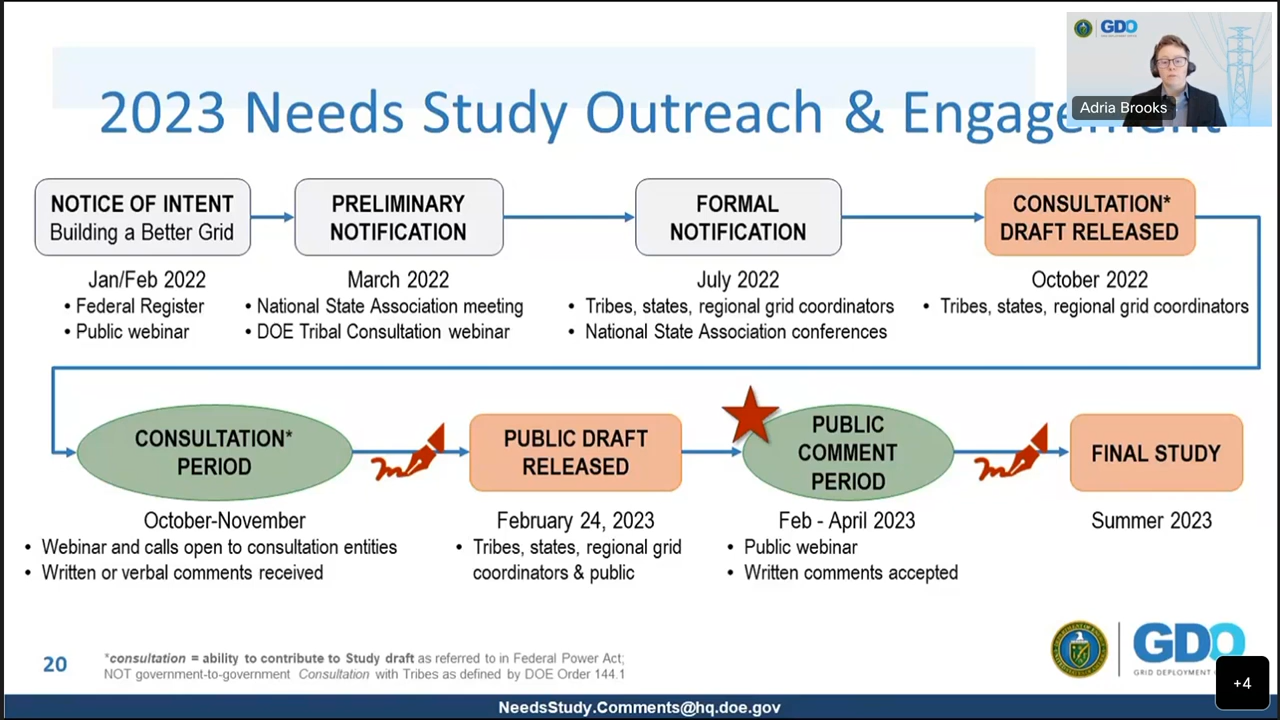 GDO
Adria Brooks
2023 Needs Study Outreach & Engagement
NOTICE OF INTENT
Building a Better Grid
PRELIMINARY
NOTIFICATION
FORMAL
NOTIFICATION
CONSULTATION*
DRAFT RELEASED
Jan/Feb 2022
• Federal Register
• Public webinar
March 2022
• National State Association meeting
• DOE Tribal Consultation webinar
July 2022
• Tribes, states, regional grid coordinators
• National State Association conferences
October 2022
• Tribes, states, regional grid coordinators
CONSULTATION*
PERIOD
PUBLIC DRAFT
RELEASED
PUBLIC
COMMENT
PERIOD
FINAL STUDY
October-November
• Webinar and calls open to consultation entities
• Written or verbal comments received
February 24, 2023
• Tribes, states, regional grid
coordinators & public
Feb - April 2023
• Public webinar
• Written comments accepted
Summer 2023
20
*consultation = ability to contribute to Study draft as referred to in Federal Power Act;
NOT government-to-government Consultation with Tribes as defined by DOE Order 144.1
GDO
GRID DEPLOYMENT
+4
NeedsStudy.Comments@hq.doe.gov